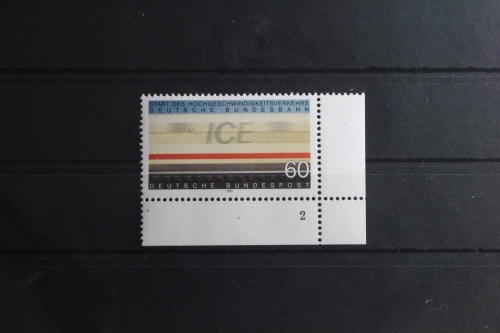 START DES HOCHGESCHWINDIGKEITSVERKEHRS
DEUTSCHE BUNDESBAHN
ICE
60
DEUTSCHE BUNDESPOST
2